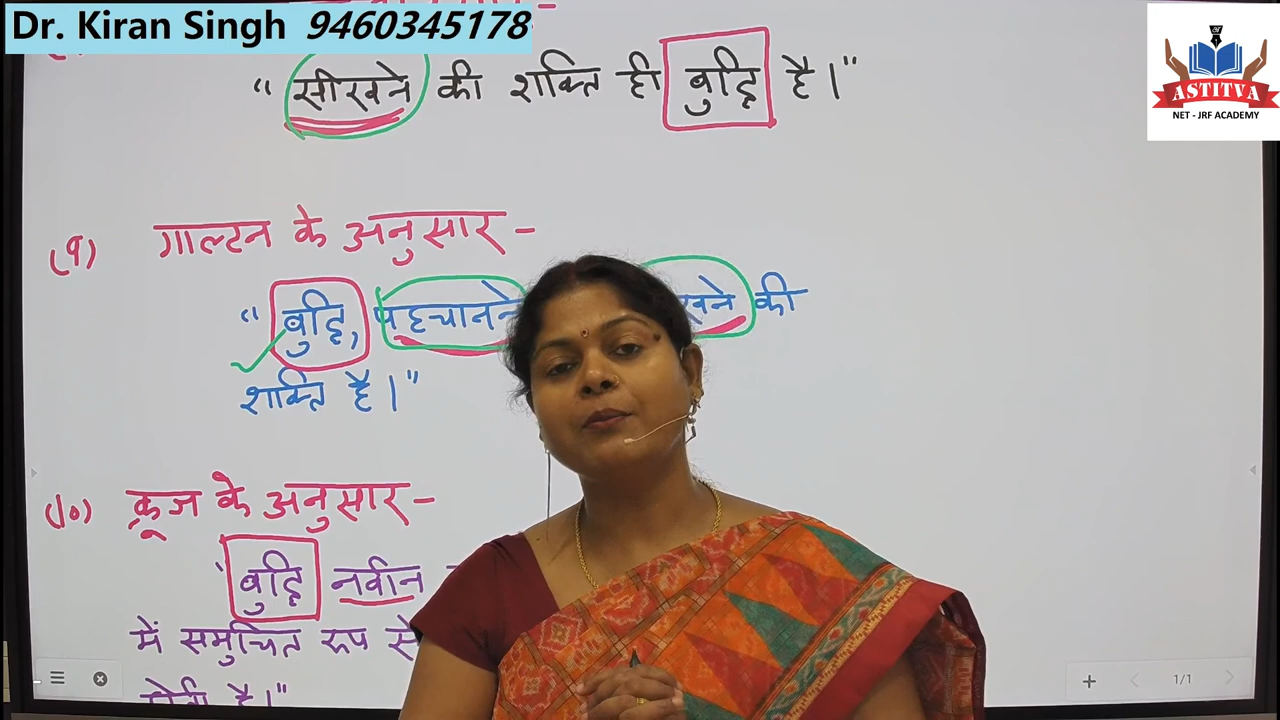 Dr. Kiran Singh 9460345178
ASTITVA
NET - JRF ACADEMY
" सीखने की शक्ति ही बुद्धि है।"
(9) गाल्टन के अनुसार -
" बुद्धि, पहचानने की
शक्ति है।"
(10) क्रूज के अनुसार -
" बुद्धि नवीन
में समुचित रूप से
है।"
1/1